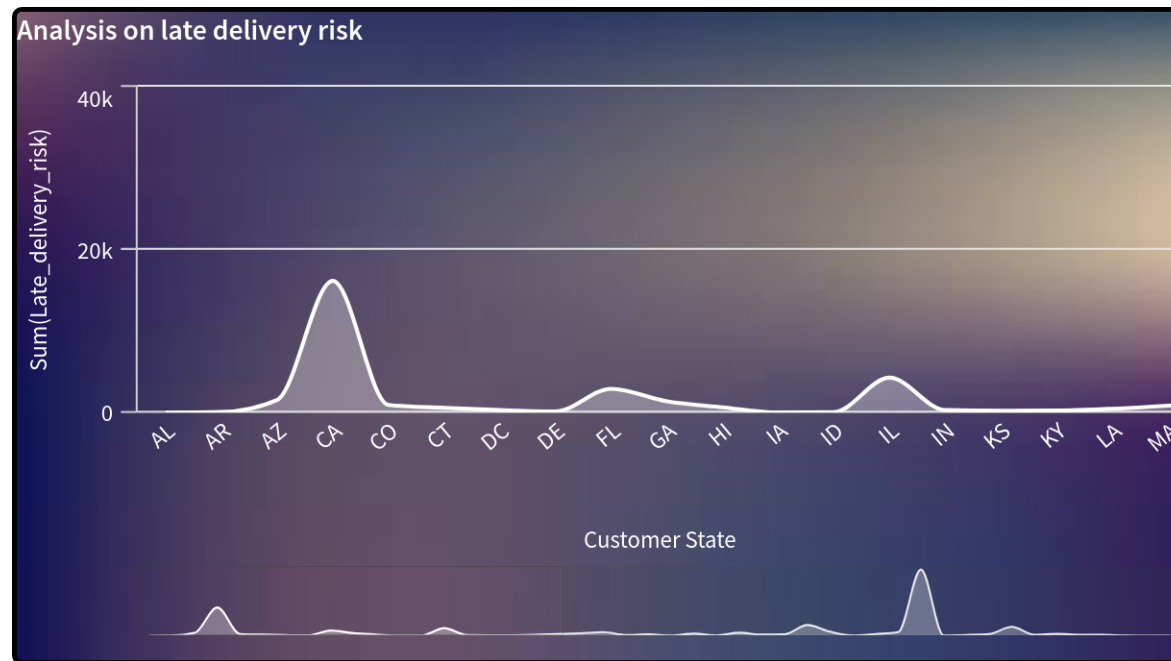 Analysis on late delivery risk
40k
20k
0
Sum(Late_delivery_risk)
AL AR AZ CA CO CT DC DE FL GA HI IA ID IL IN KS KY LA MA
Customer State